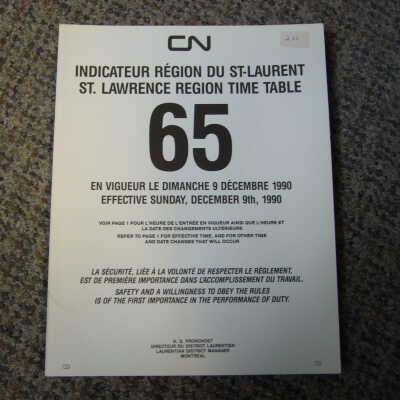 CN
INDICATEUR RÉGION DU ST-LAURENT
ST. LAWRENCE REGION TIME TABLE
65
EN VIGUEUR LE DIMANCHE 9 DÉCEMBRE 1990
EFFECTIVE SUNDAY, DECEMBER 9th, 1990
VOIR PAGE 1 POUR L'HEURE DE L'ENTRÉE EN VIGUEUR AINSI QUE L'HEURE ET
LA DATE DES CHANGEMENTS ULTÉRIEURS
REFER TO PAGE 1 FOR EFFECTIVE TIME, AND FOR OTHER TIME
AND DATE CHANGES THAT WILL OCCUR
LA SÉCURITÉ, LIÉE À LA VOLONTÉ DE RESPECTER LE RÈGLEMENT,
EST DE PREMIÈRE IMPORTANCE DANS L'ACCOMPLISSEMENT DU TRAVAIL.
SAFETY AND A WILLINGNESS TO OBEY THE RULES
IS OF THE FIRST IMPORTANCE IN THE PERFORMANCE OF DUTY.
PRONOVOST
DIRECTEUR DU DISTRICT LAURENTIEN
LAURENTIAN DISTRICT MANAGER
MONTREAL